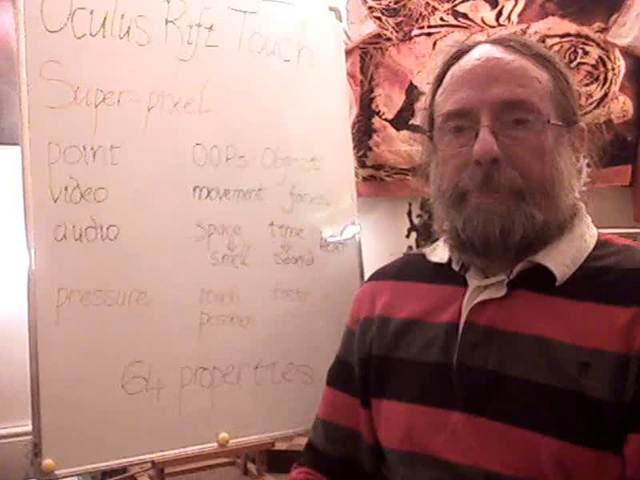 Oculus Rift Touch
Super-pixel
point OOPs Objects
video movement forces
audio space time
smell sound
pressure touch taste
position
64 properties